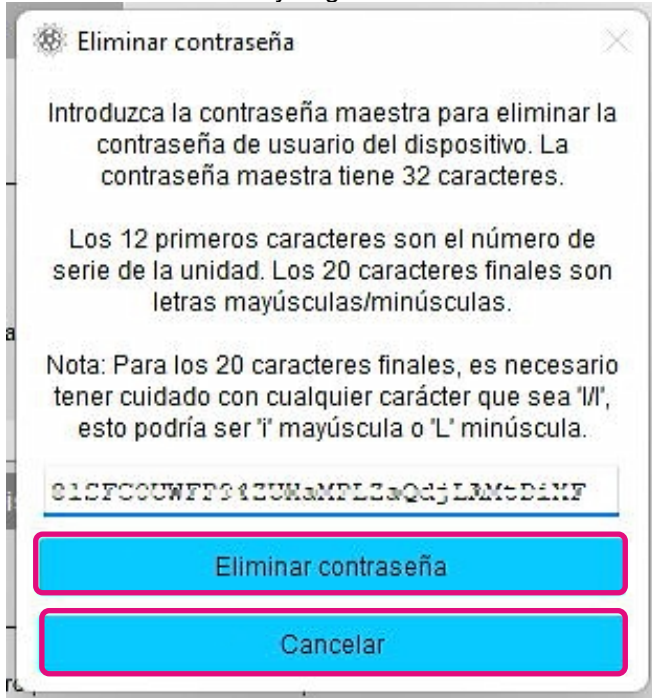 Eliminar contraseña
Introduzca la contraseña maestra para eliminar la
contraseña de usuario del dispositivo. La
contraseña maestra tiene 32 caracteres.
Los 12 primeros caracteres son el número de
serie de la unidad. Los 20 caracteres finales son
letras mayúsculas/minúsculas.
Nota: Para los 20 caracteres finales, es necesario
tener cuidado con cualquier carácter que sea 'I/l',
esto podría ser 'i' mayúscula o 'L' minúscula.
Eliminar contraseña
Cancelar